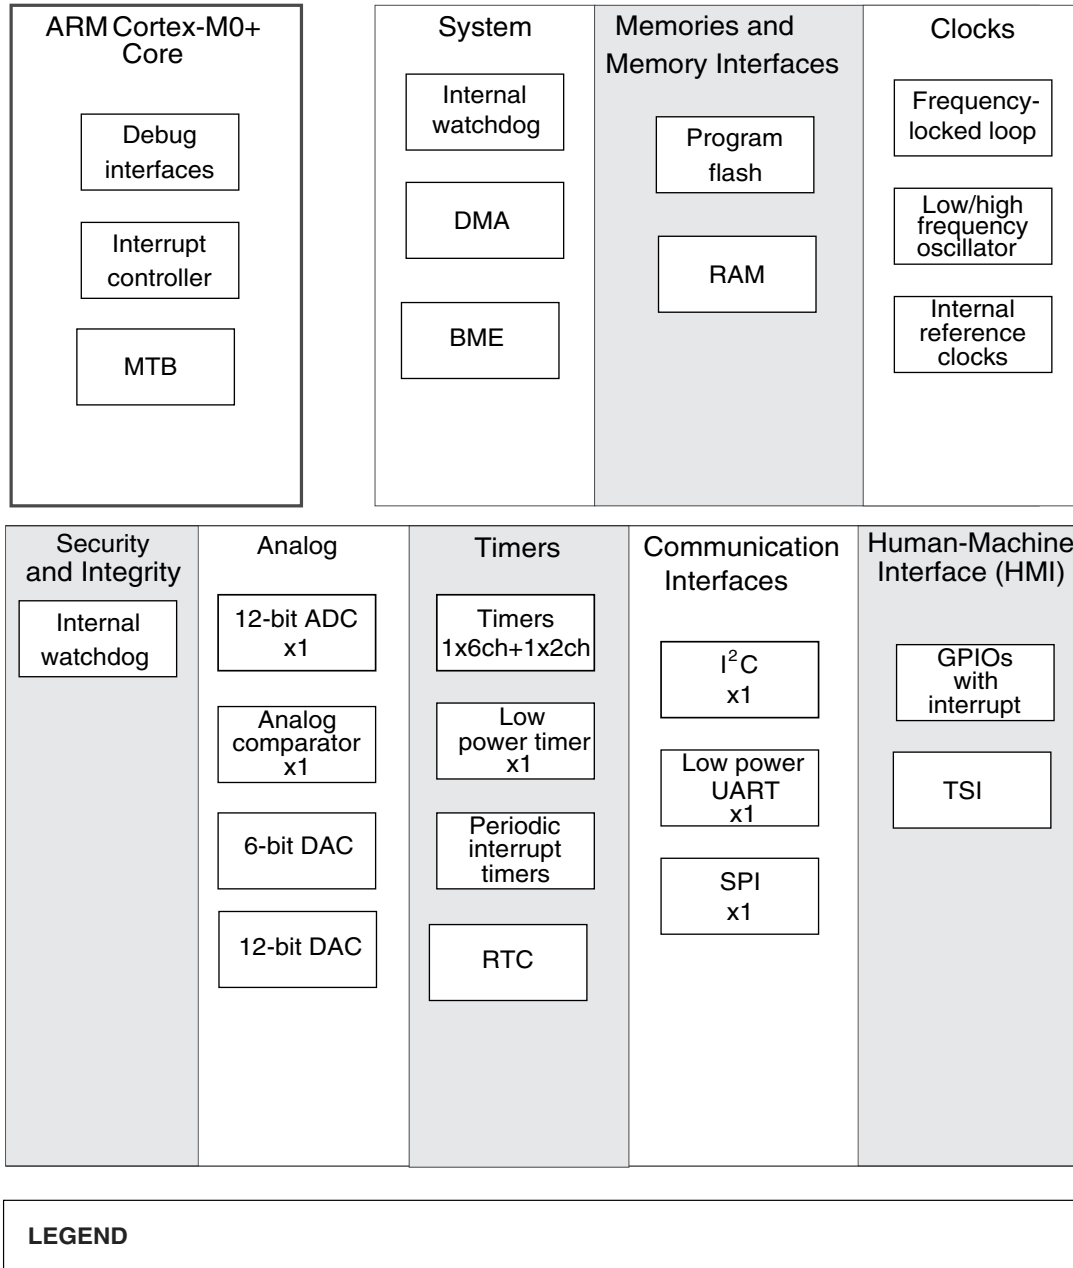 ARM Cortex-M0+
Core
Debug
interfaces
Interrupt
controller
MTB
System
Internal
watchdog
DMA
BME
Memories and
Memory Interfaces
Program
flash
RAM
Clocks
Frequency-
locked loop
Low/high
frequency
oscillator
Internal
reference
clocks
Security
and Integrity
Internal
watchdog
Analog
12-bit ADC
x1
Analog
comparator
x1
6-bit DAC
12-bit DAC
Timers
Timers
1x6ch+1x2ch
Low
power timer
x1
Periodic
interrupt
timers
RTC
Communication
Interfaces
I²C
x1
Low power
UART
x1
SPI
x1
Human-Machine
Interface (HMI)
GPIOs
with
interrupt
TSI
LEGEND